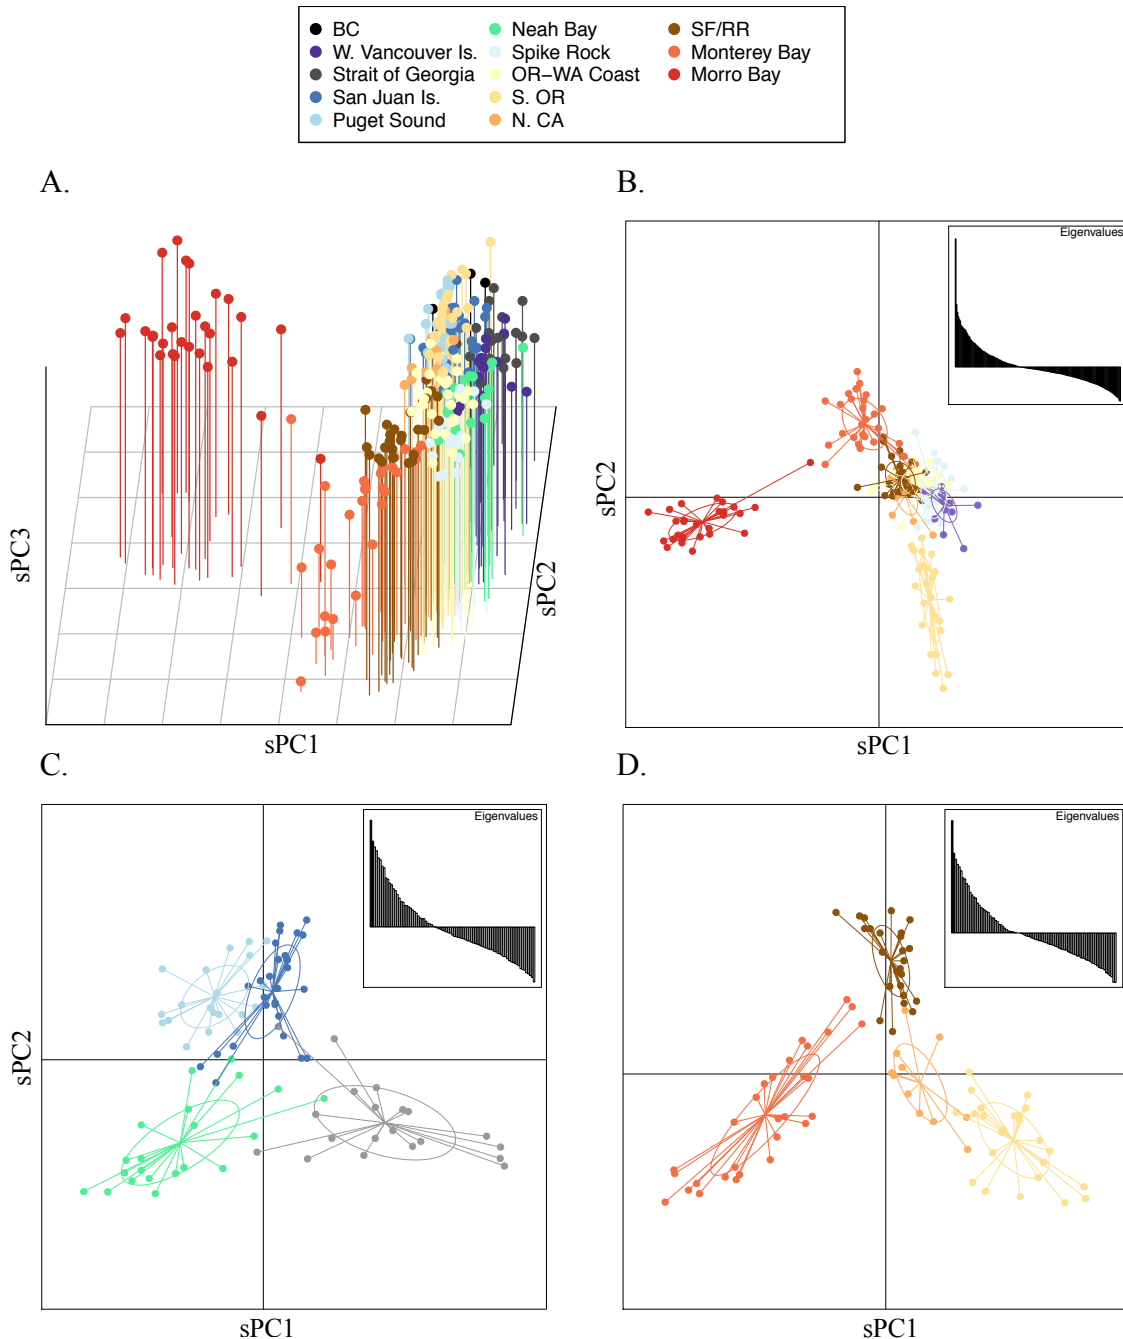 BC
W. Vancouver Is.
Strait of Georgia
San Juan Is.
Puget Sound
Neah Bay
Spike Rock
OR−WA Coast
S. OR
N. CA
SF/RR
Monterey Bay
Morro Bay
A.
sPC3
sPC2
sPC1
B.
Eigenvalues
sPC2
sPC1
C.
Eigenvalues
sPC2
sPC1
D.
Eigenvalues
sPC1